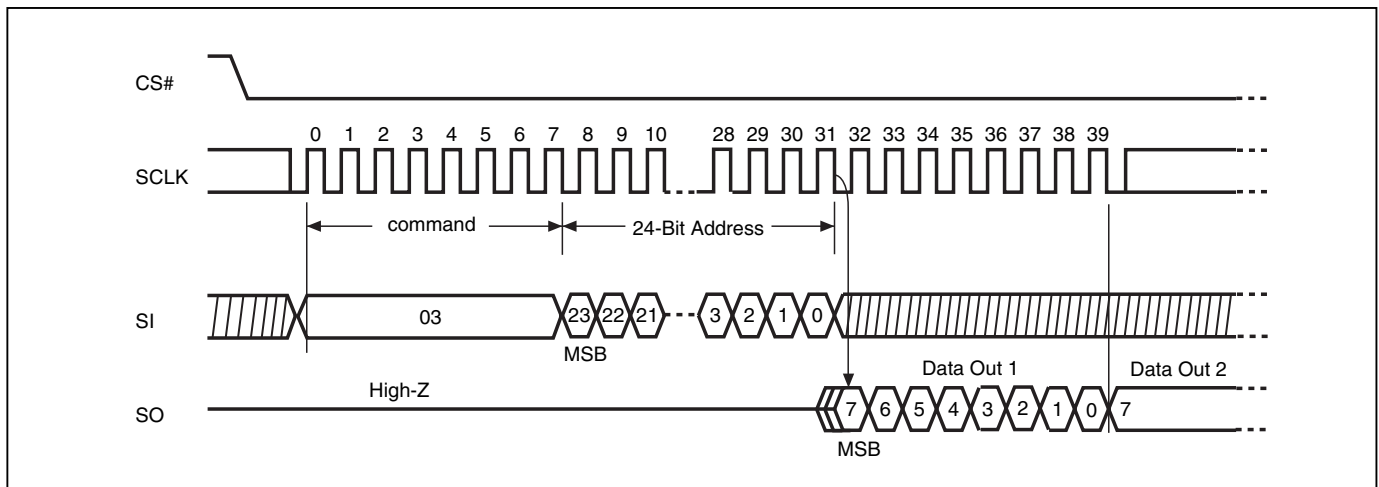 CS#
0 1 2 3 4 5 6 7 8 9 10 28 29 30 31 32 33 34 35 36 37 38 39
SCLK
command 24-Bit Address
SI 03 23 22 21 3 2 1 0
MSB
Data Out 1 Data Out 2
High-Z
SO 7 6 5 4 3 2 1 0 7
MSB